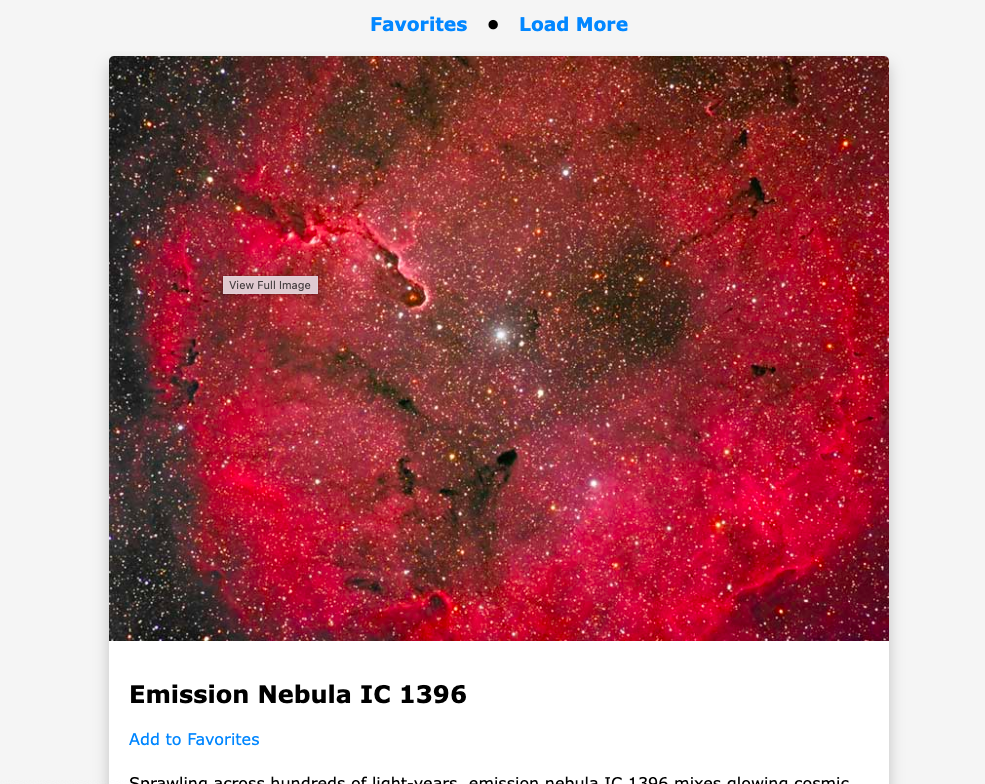 Favorites ● Load More
View Full Image
Emission Nebula IC 1396
Add to Favorites
Sprawling across hundreds of light-years, emission nebula IC 1396 mixes glowing cosmic